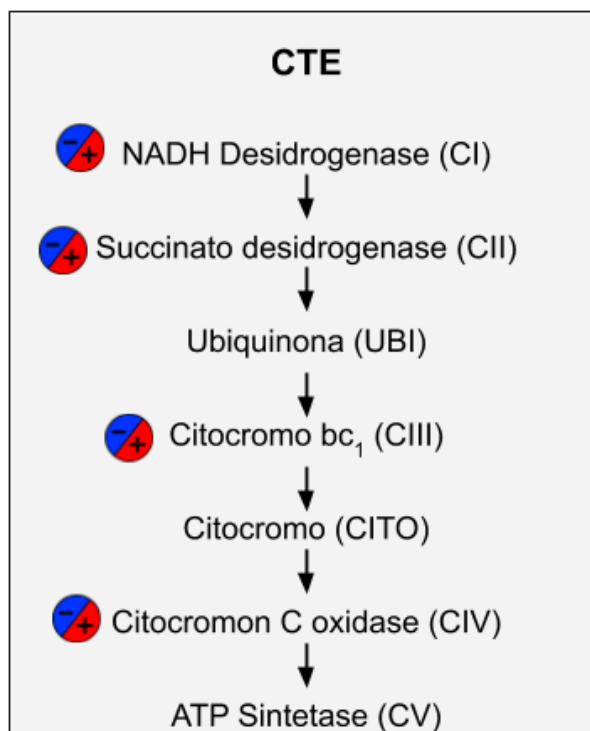 CTE
- + NADH Desidrogenase (CI)
- + Succinato desidrogenase (CII)
Ubiquinona (UBI)
- + Citocromo bc₁ (CIII)
Citocromo (CITO)
- + Citocromon C oxidase (CIV)
ATP Sintetase (CV)